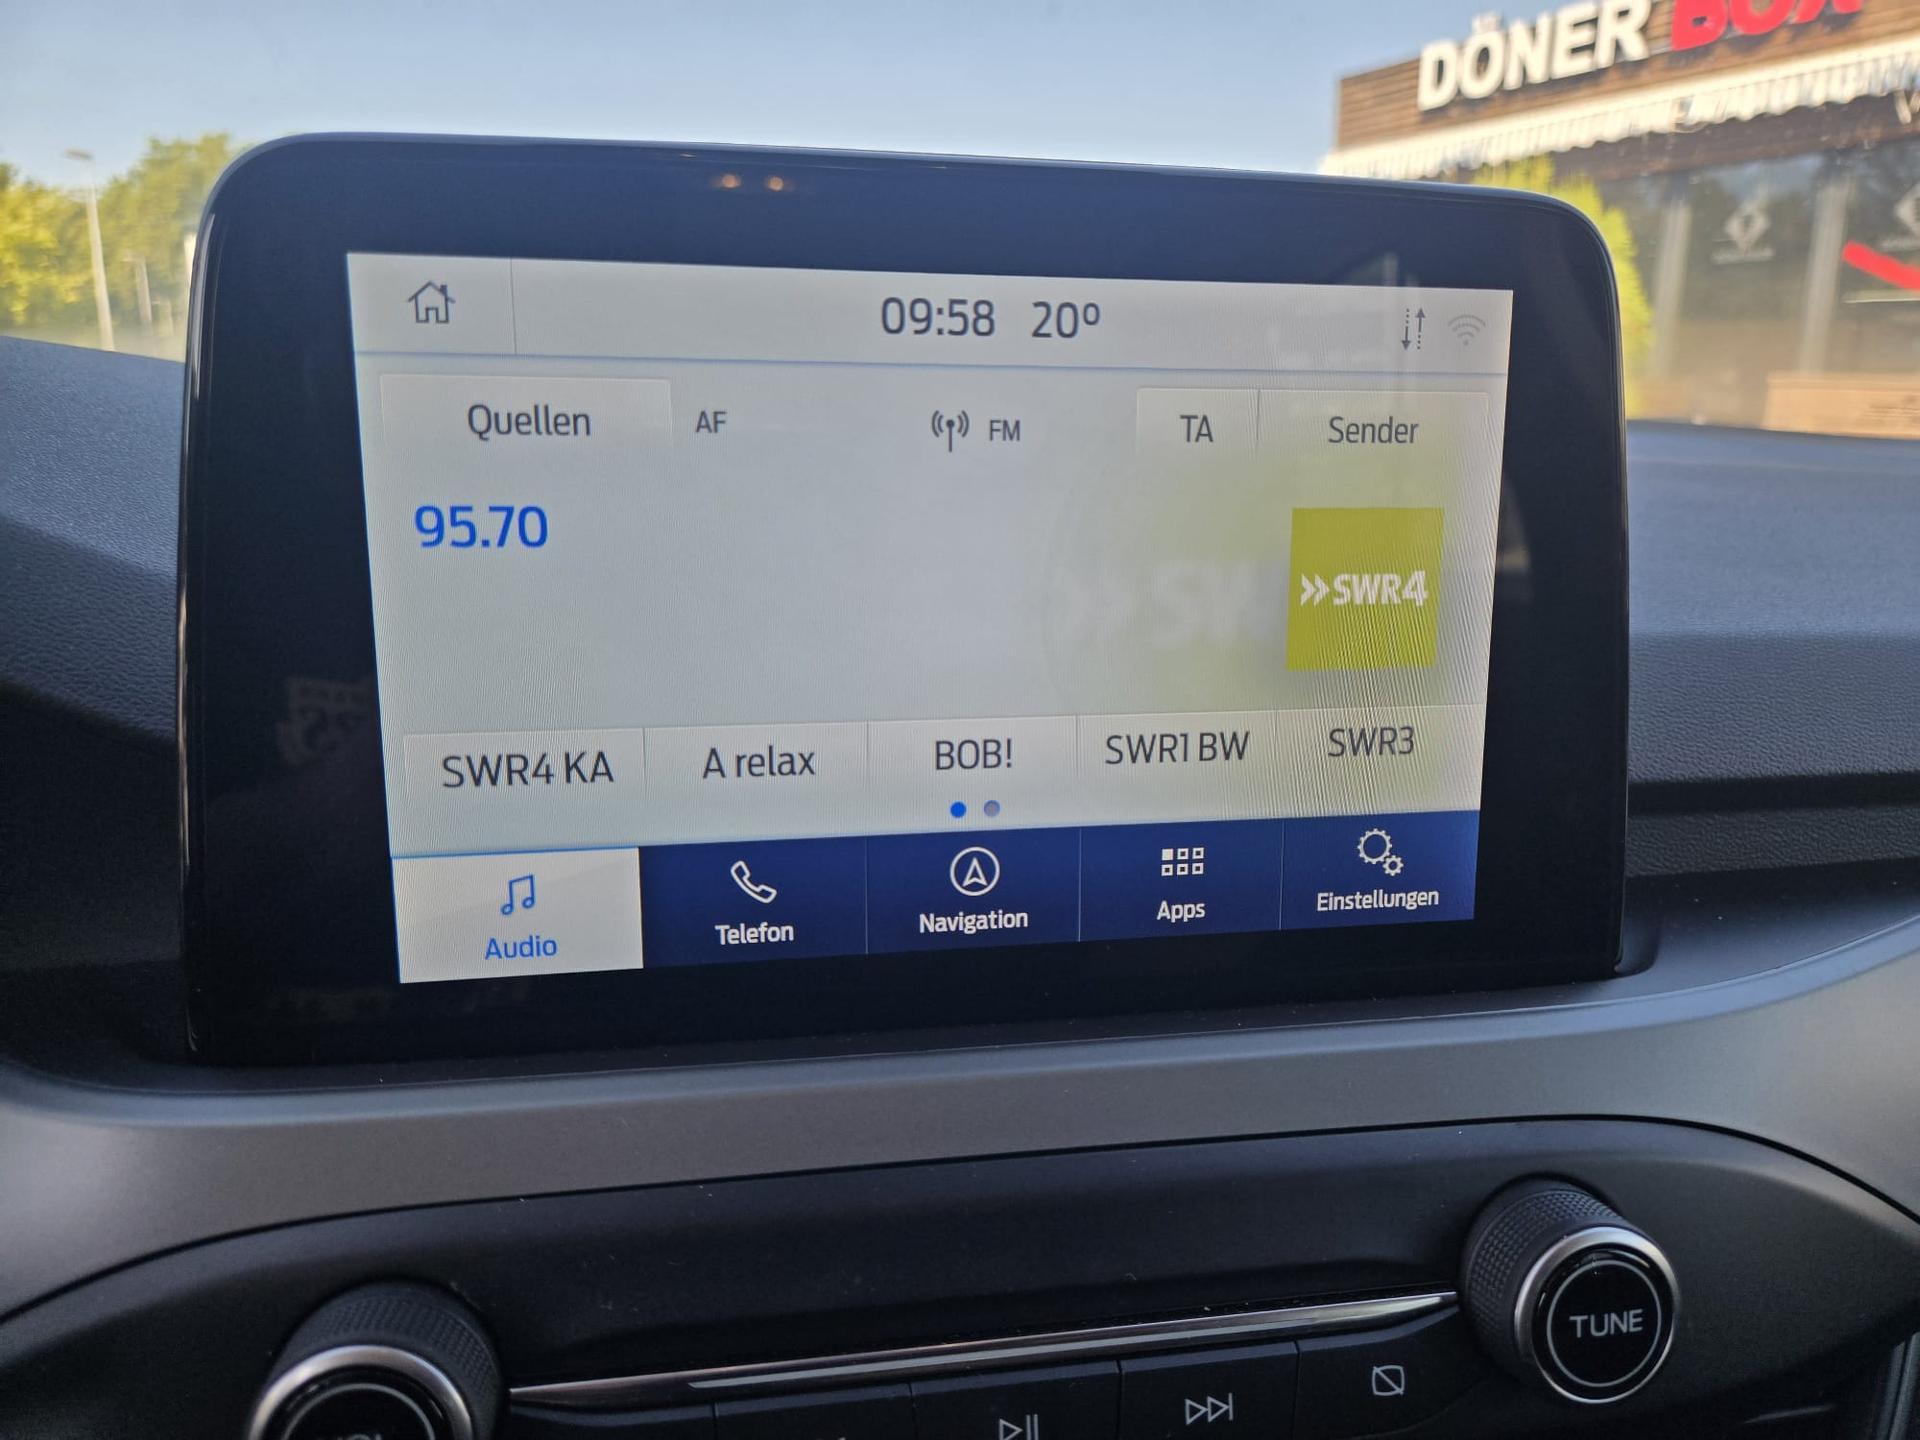 DÖNER BOX
09:58 20°
Quellen AF FM TA Sender
95.70
SWR4
SWR4 KA A relax BOB! SWR1 BW SWR3
Audio Telefon Navigation Apps Einstellungen
TUNE